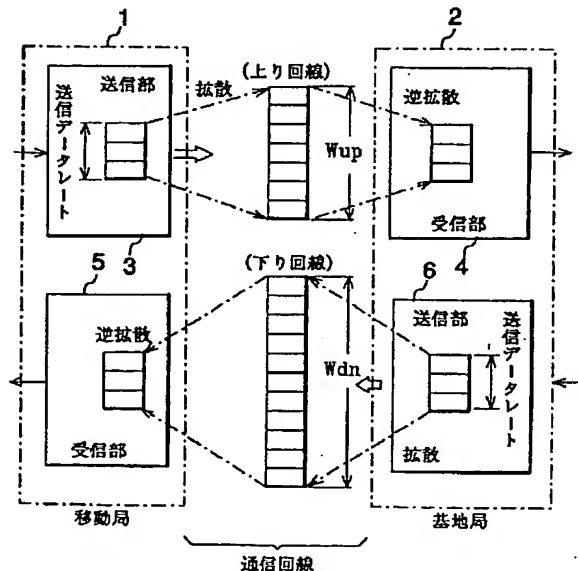 1
2
(上り回線)
送信部
拡散
逆拡散
送信データレート
Wup
受信部
3
4
5
(下り回線)
6
送信部
逆拡散
送信データレート
Wdn
受信部
拡散
移動局
基地局
通信回線